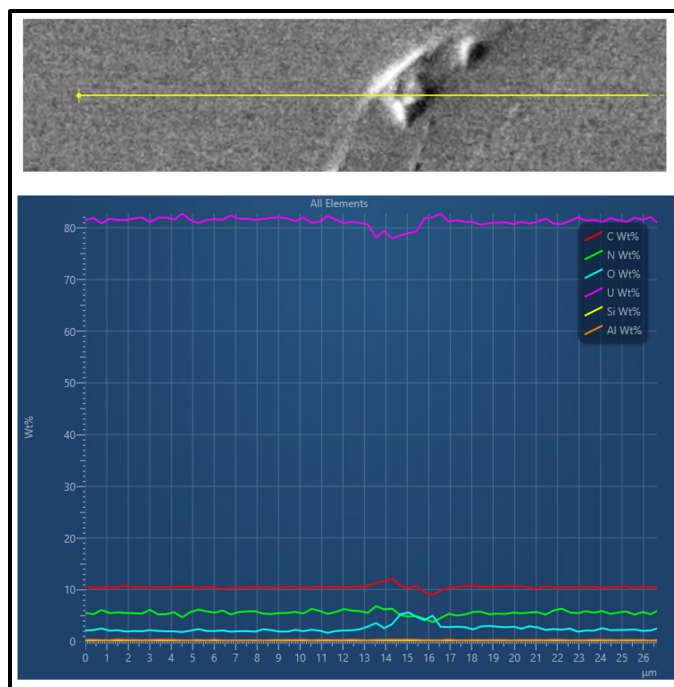 All Elements
80
70
60
50
40
30
20
10
0
Wt%
C Wt%
N Wt%
O Wt%
U Wt%
Si Wt%
Al Wt%
0 1 2 3 4 5 6 7 8 9 10 11 12 13 14 15 16 17 18 19 20 21 22 23 24 25 26
μm